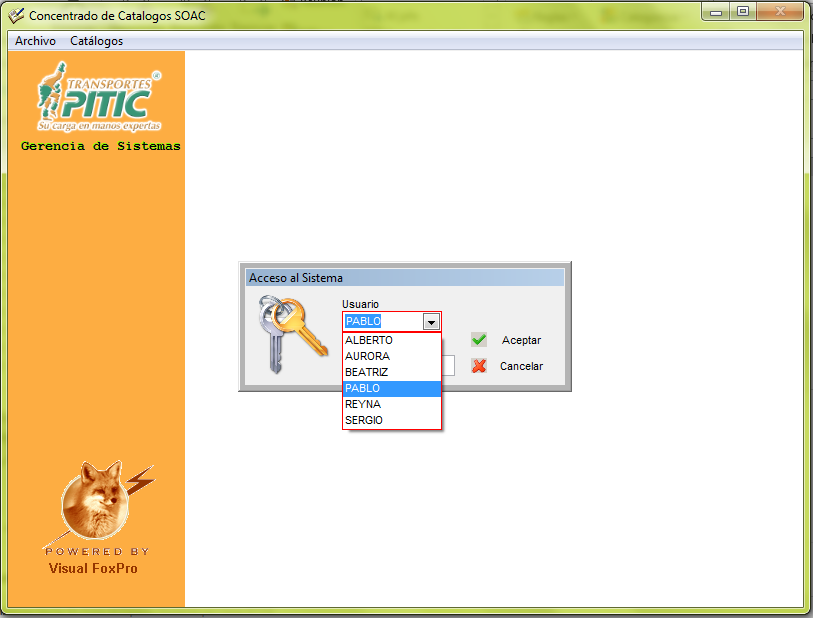 Concentrado de Catalogos SOAC
Archivo Catálogos
TRANSPORTES
PITIC
®
Su carga en manos expertas
Gerencia de Sistemas
Acceso al Sistema
Usuario
PABLO
ALBERTO
AURORA
BEATRIZ
PABLO
REYNA
SERGIO
Aceptar
Cancelar
POWERED BY
Visual FoxPro